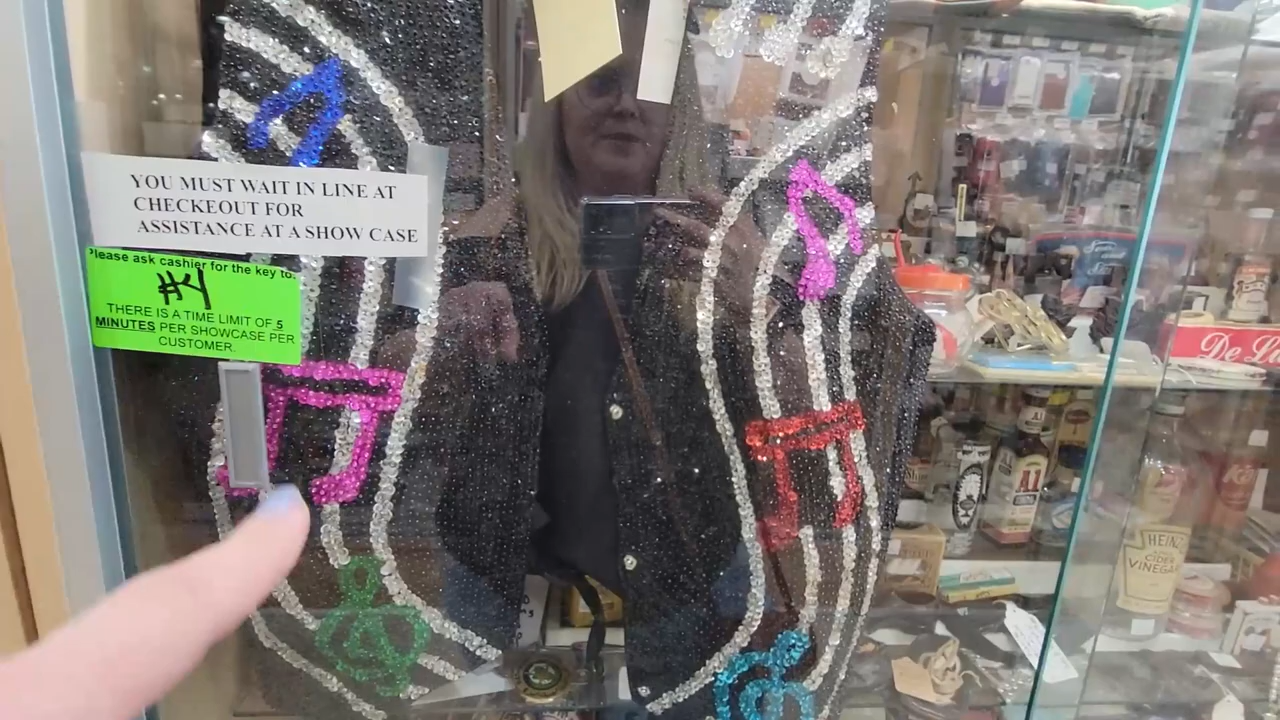 YOU MUST WAIT IN LINE AT
CHECKOUT FOR
ASSISTANCE AT A SHOW CASE
Please ask cashier for the key to:
#4
THERE IS A TIME LIMIT OF 5
MINUTES PER SHOWCASE PER
CUSTOMER.
A1
HEINZ
CIDER
VINEGAR